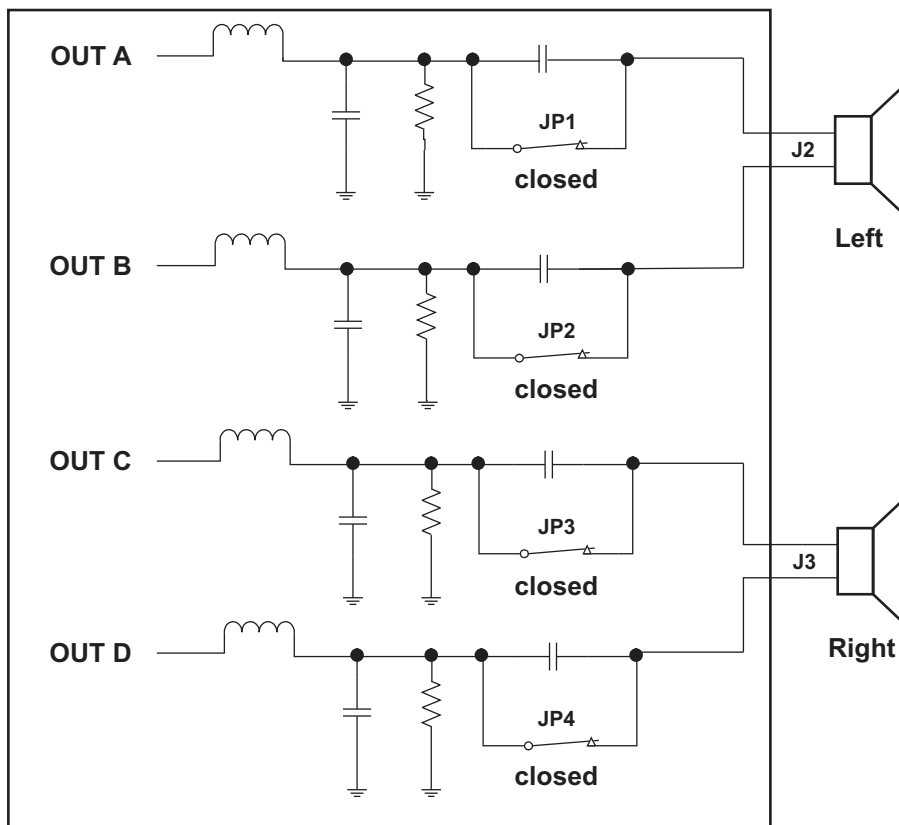 OUT A
JP1
closed
J2
Left
OUT B
JP2
closed
OUT C
JP3
closed
J3
Right
OUT D
JP4
closed